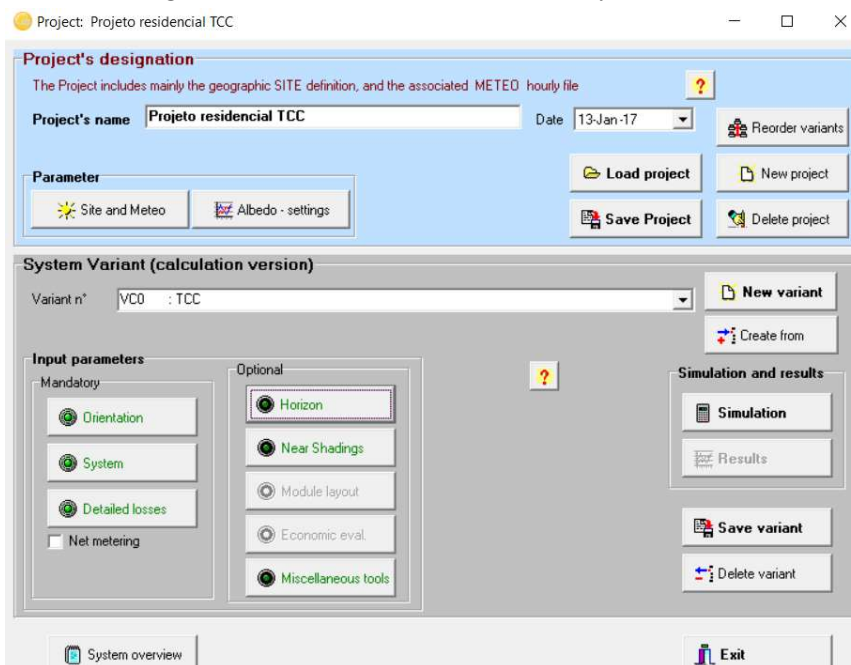 Project: Projeto residencial TCC
Project's designation
The Project includes mainly the geographic SITE definition, and the associated METEO hourly file
?
Project's name Projeto residencial TCC Date 13-Jan-17
Reorder variants
Parameter
Site and Meteo
Albedo - settings
Load project
New project
Save Project
Delete project
System Variant (calculation version)
Variant n° VC0 : TCC
New variant
Create from
Input parameters
Mandatory
Orientation
System
Detailed losses
Net metering
Optional
Horizon
Near Shadings
Module layout
Economic eval.
Miscellaneous tools
?
Simulation and results
Simulation
Results
Save variant
Delete variant
System overview
Exit